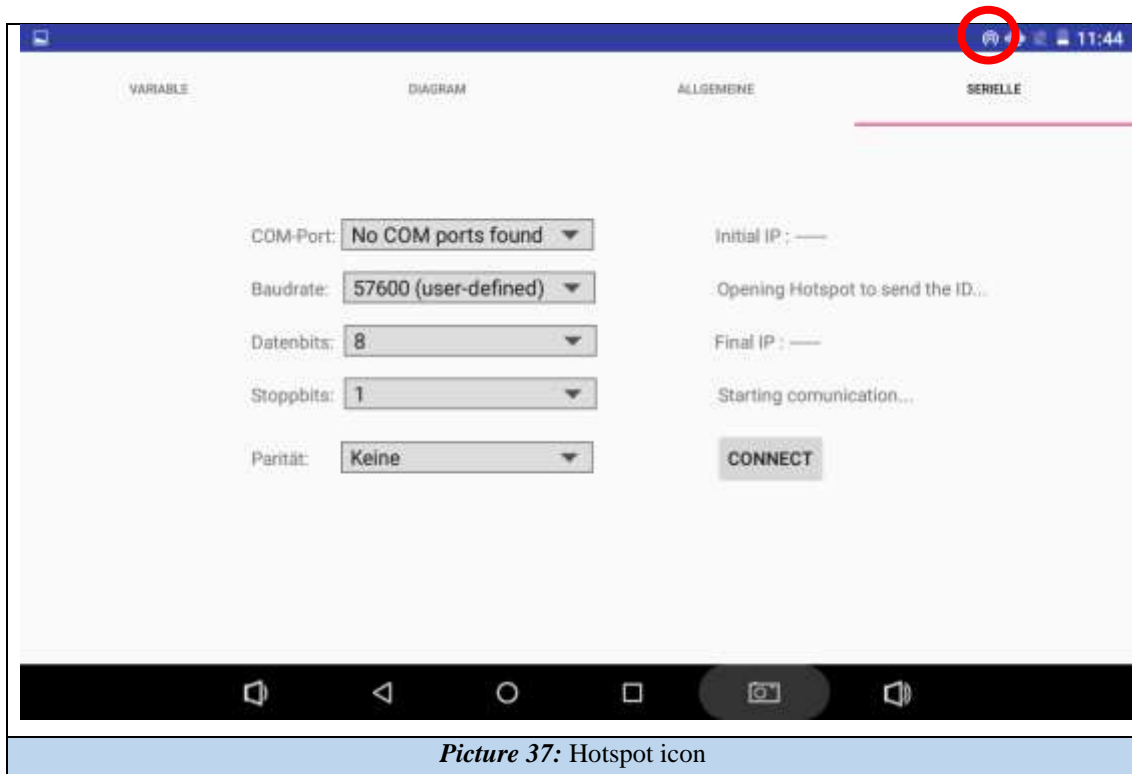 11:44
VARIABLE DIAGRAM ALLGEMEINE SERIELLE
COM-Port: No COM ports found Initial IP : -----
Baudrate: 57600 (user-defined) Opening Hotspot to send the ID...
Datenbits: 8 Final IP : -----
Stoppbits: 1 Starting comunication...
Parität: Keine CONNECT
Picture 37: Hotspot icon